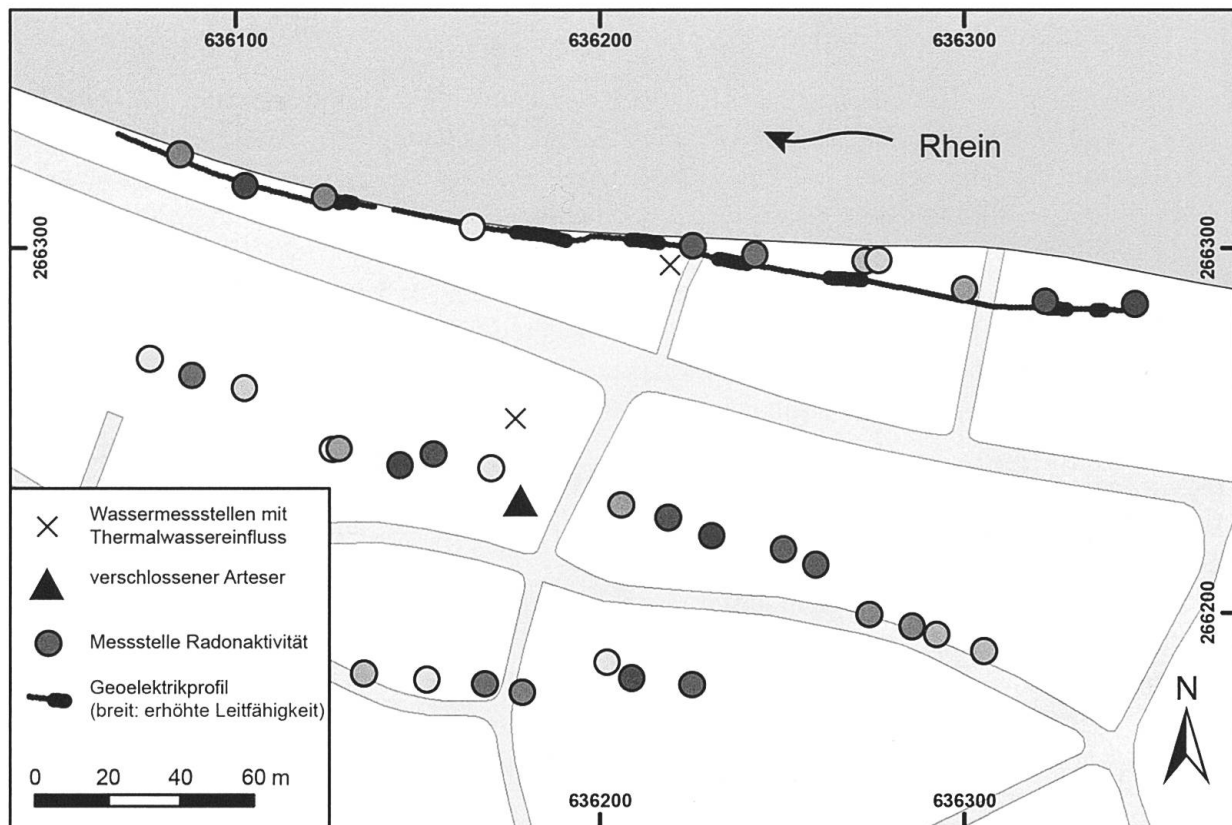 636100
636200
636300
Rhein
266300
266300
Wassermessstellen mit
Thermalwassereinfluss
verschlossener Arteser
Messstelle Radonaktivität
Geoelektrikprofil
(breit: erhöhte Leitfähigkeit)
0 20 40 60 m
266200
N
636200
636300